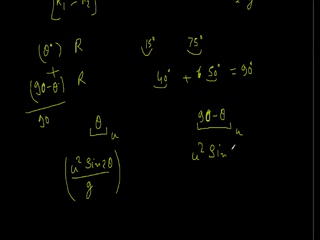 [R₁ - R₂]
(θ°) R 15° 75°
+
(90-θ) R 40° + 50° = 90°
90
θ 90-θ
u u
(u² Sin2θ / g) u² Sin